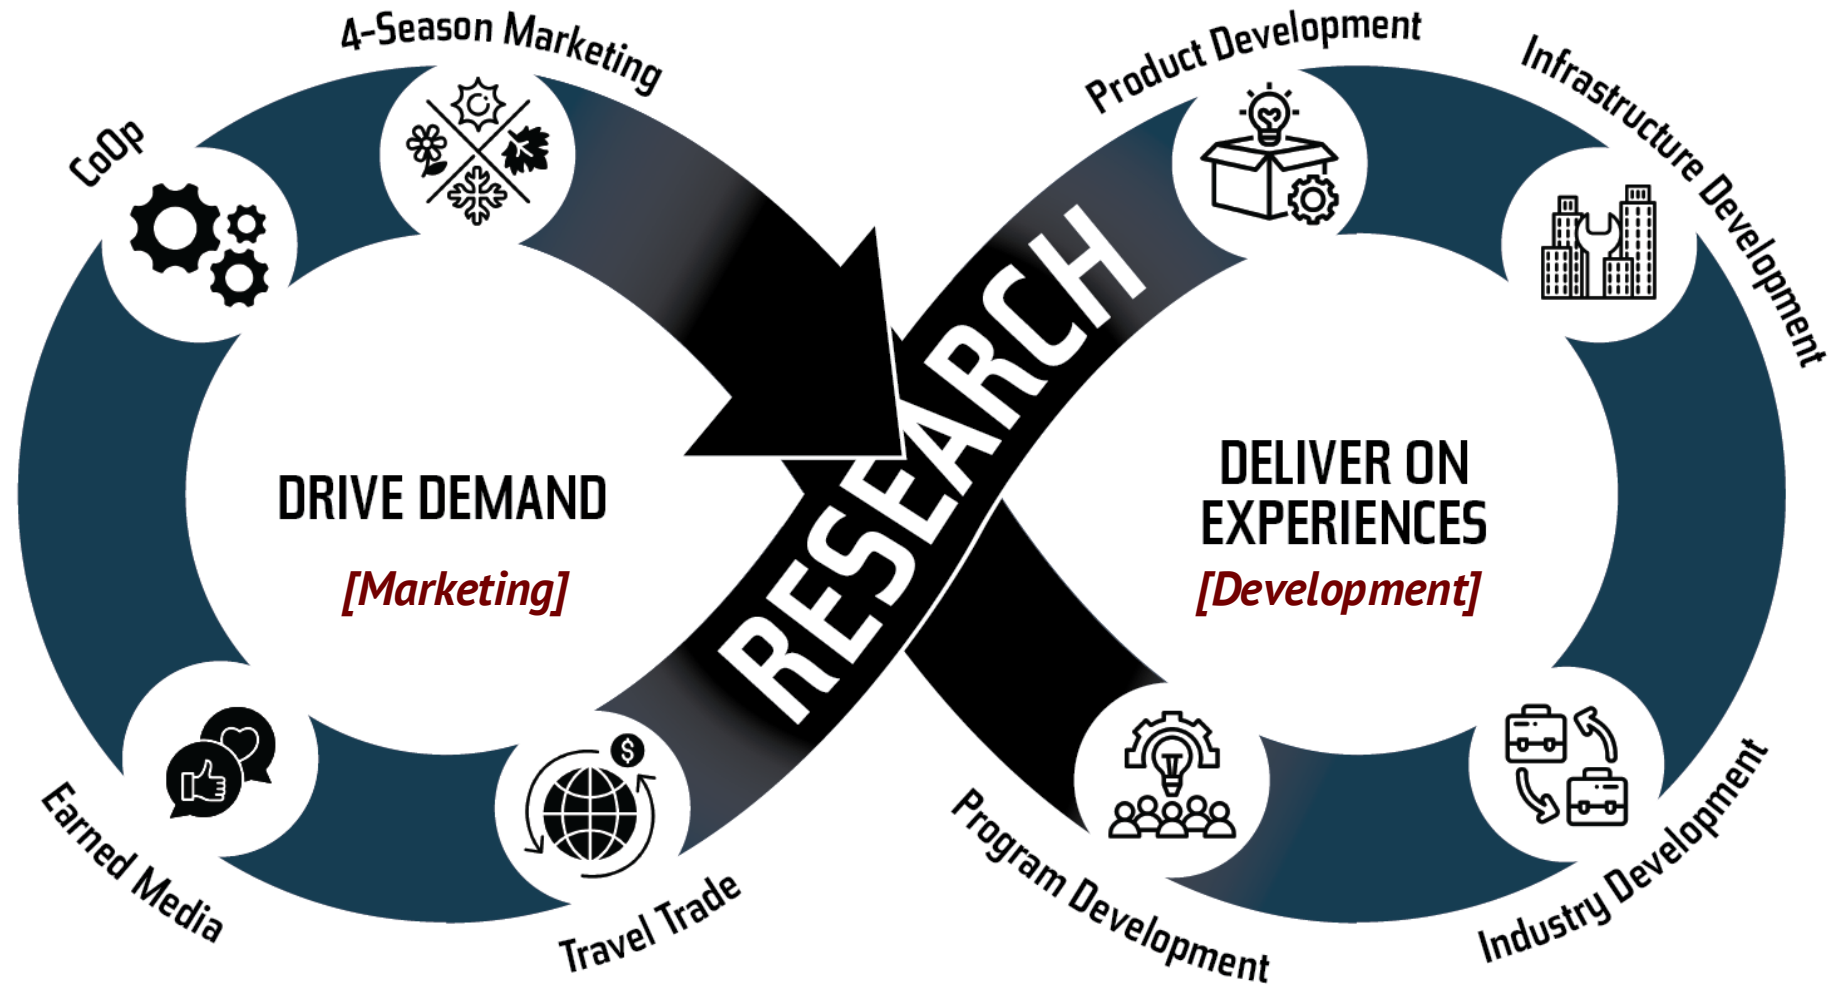 4-Season Marketing
CoOp
Earned Media
Travel Trade
DRIVE DEMAND
[Marketing]
RESEARCH
Product Development
Infrastructure Development
Industry Development
Program Development
DELIVER ON
EXPERIENCES
[Development]
$